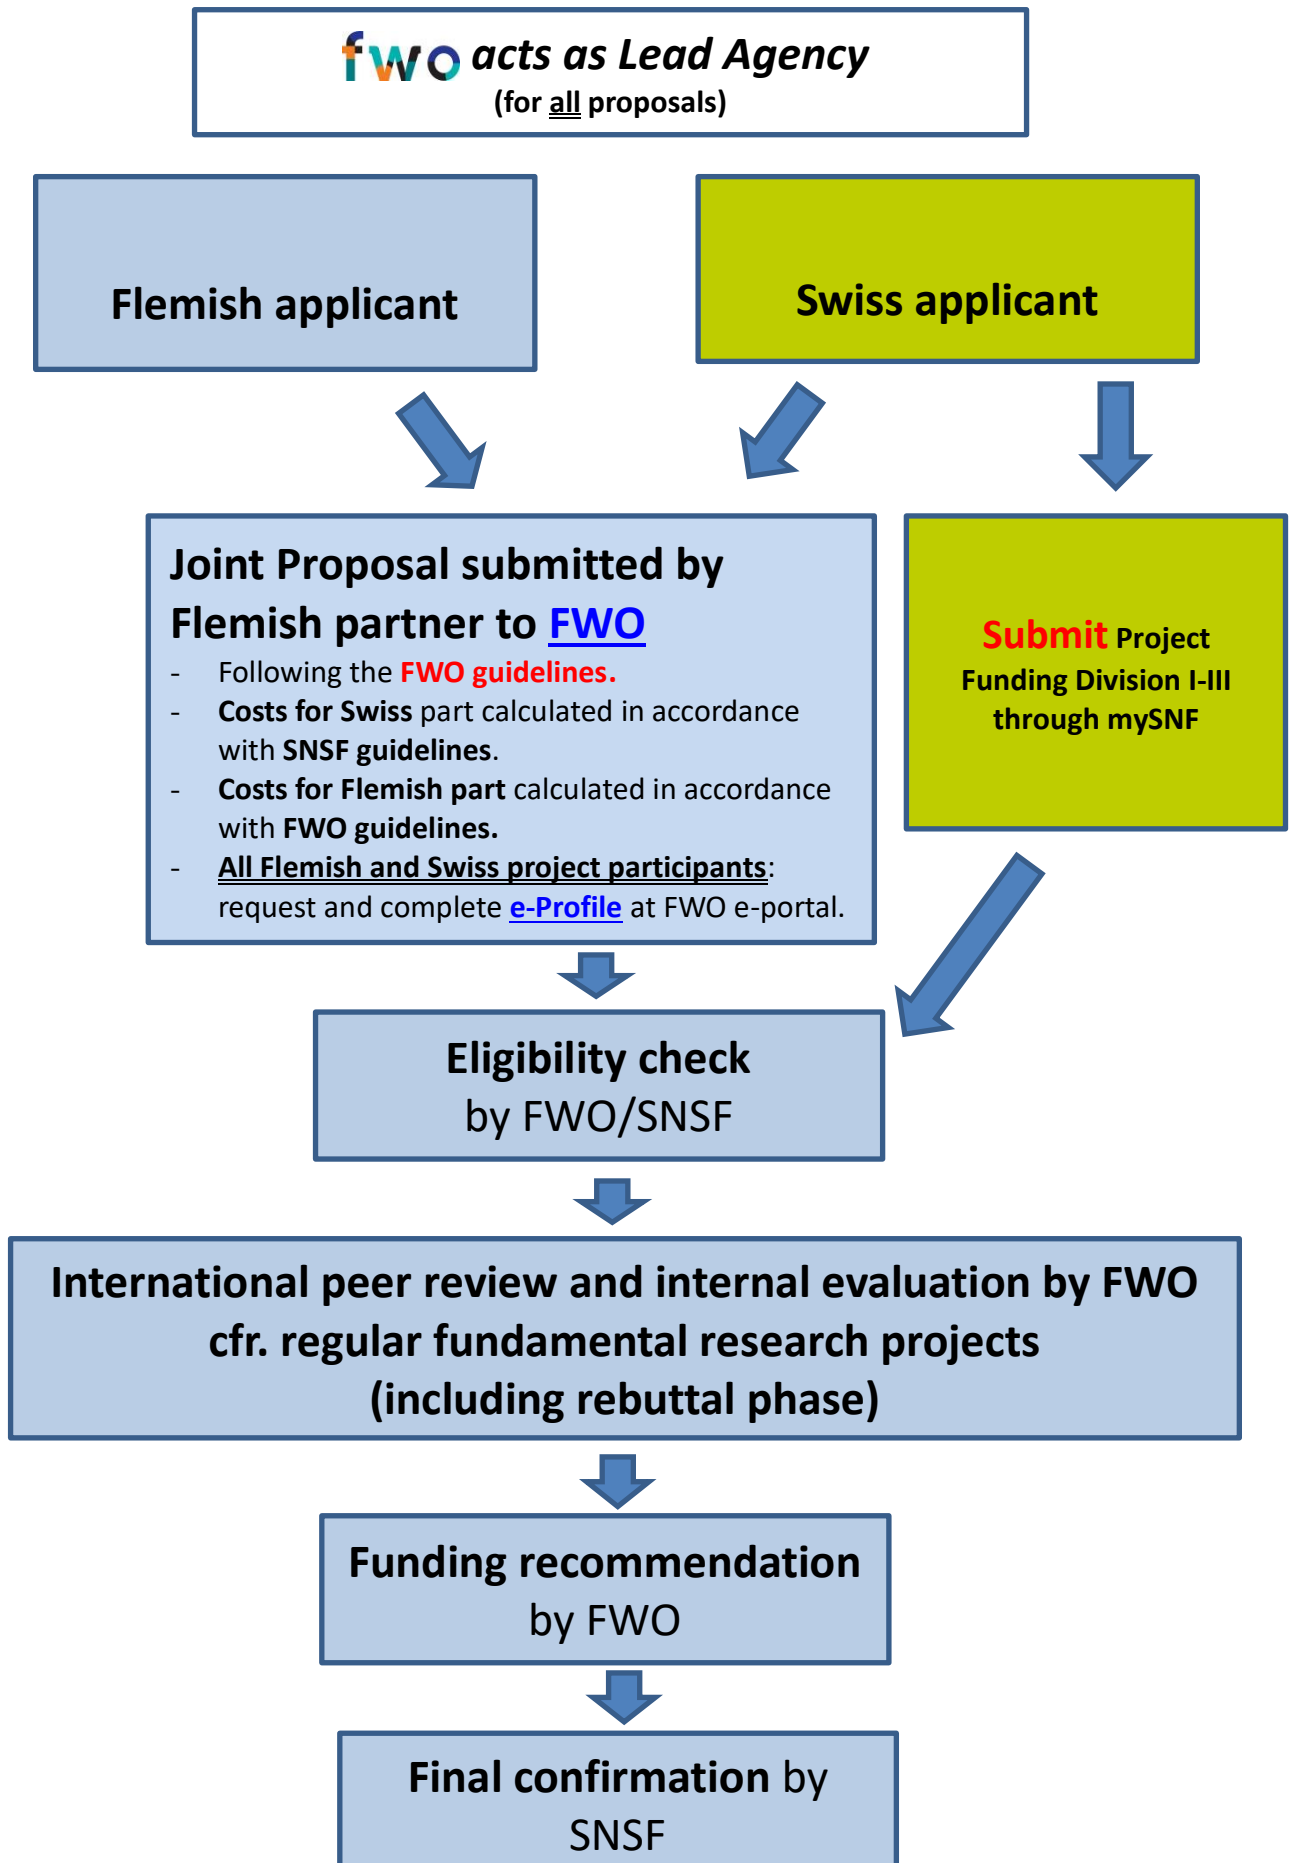 fwo acts as Lead Agency
(for all proposals)
Flemish applicant
Swiss applicant
Joint Proposal submitted by
Flemish partner to FWO
- Following the FWO guidelines.
- Costs for Swiss part calculated in accordance
with SNSF guidelines.
- Costs for Flemish part calculated in accordance
with FWO guidelines.
- All Flemish and Swiss project participants:
request and complete e-Profile at FWO e-portal.
Submit Project
Funding Division I-III
through mySNF
Eligibility check
by FWO/SNSF
International peer review and internal evaluation by FWO
cfr. regular fundamental research projects
(including rebuttal phase)
Funding recommendation
by FWO
Final confirmation by
SNSF